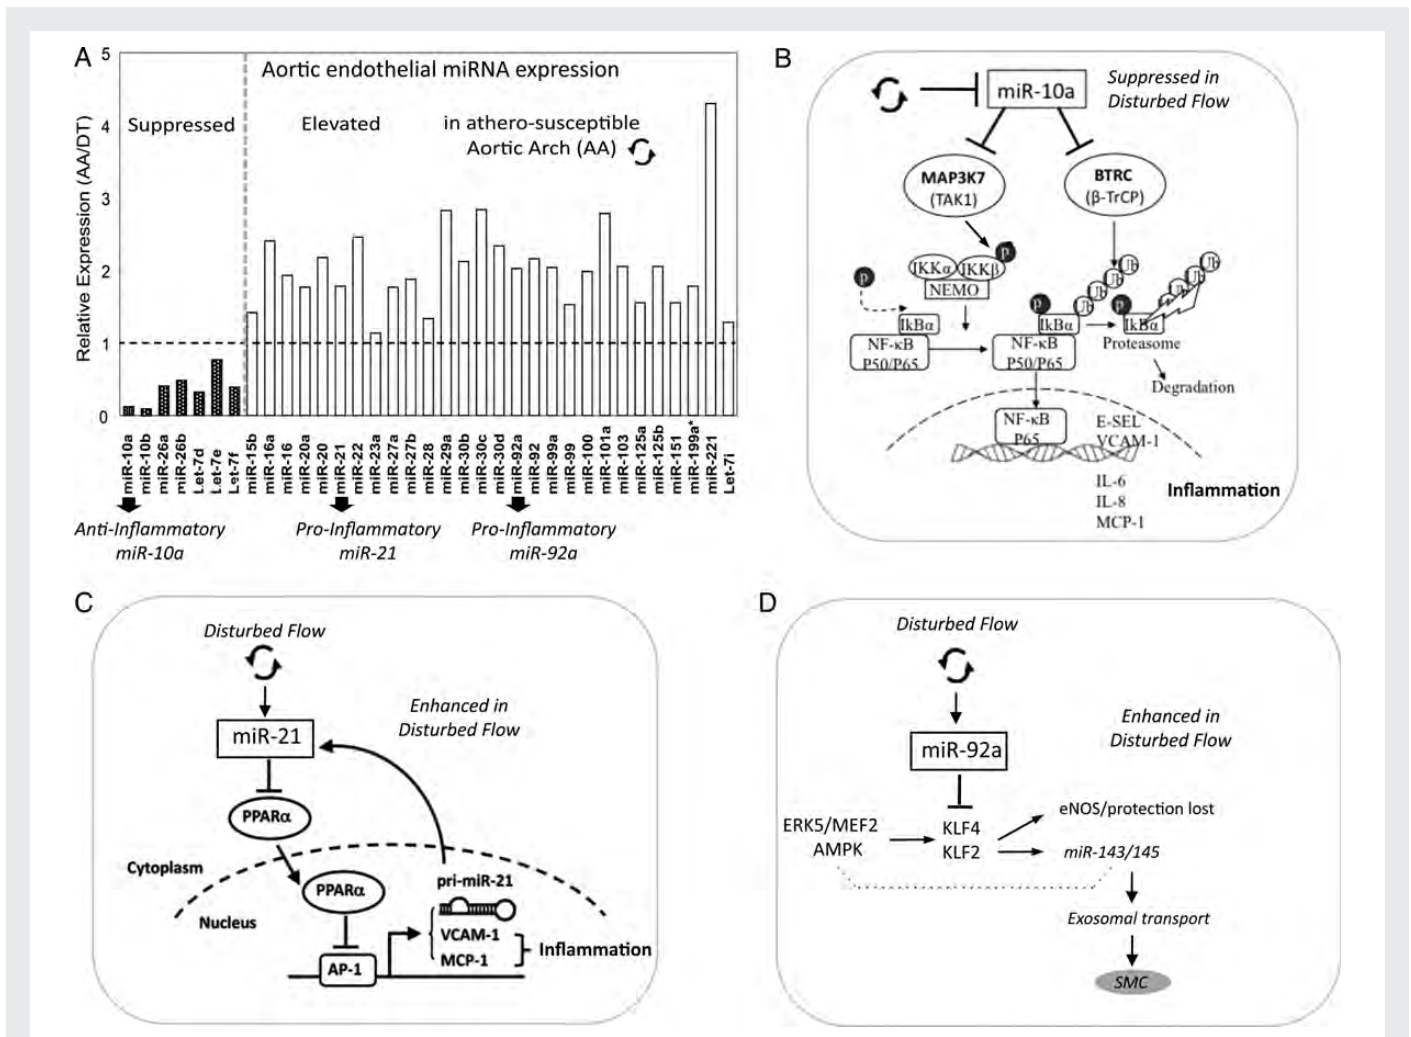 A
Aortic endothelial miRNA expression
Suppressed
Elevated
in athero-susceptible
Aortic Arch (AA)
Relative Expression (AA/DT)
5
4
3
2
1
0
miR-10a
miR-10b
miR-26a
miR-26b
Let-7d
Let-7e
Let-7f
miR-15b
miR-16a
miR-16
miR-20a
miR-20
miR-21
miR-22
miR-23a
miR-27a
miR-27b
miR-28
miR-29a
miR-30b
miR-30c
miR-30d
miR-92a
miR-92
miR-99a
miR-99
miR-100
miR-101a
miR-103
miR-125a
miR-125b
miR-151
miR-199a*
miR-221
Let-7i
Anti-Inflammatory
miR-10a
Pro-Inflammatory
miR-21
Pro-Inflammatory
miR-92a
B
miR-10a
Suppressed in
Disturbed Flow
MAP3K7
(TAK1)
BTRC
(β-TrCP)
P
IKKα
IKKβ
NEMO
P
IkBα
NF-κB
P50/P65
P
Ub
Ub
Ub
Ub
IkBα
NF-κB
P50/P65
P
Ub
Ub
Ub
Ub
IkBα
Proteasome
Degradation
NF-κB
P65
E-SEL
VCAM-1
IL-6
IL-8
MCP-1
Inflammation
C
Disturbed Flow
miR-21
Enhanced in
Disturbed Flow
PPARα
Cytoplasm
PPARα
Nucleus
AP-1
pri-miR-21
VCAM-1
MCP-1
Inflammation
D
Disturbed Flow
miR-92a
Enhanced in
Disturbed Flow
ERK5/MEF2
AMPK
KLF4
KLF2
eNOS/protection lost
miR-143/145
Exosomal transport
SMC